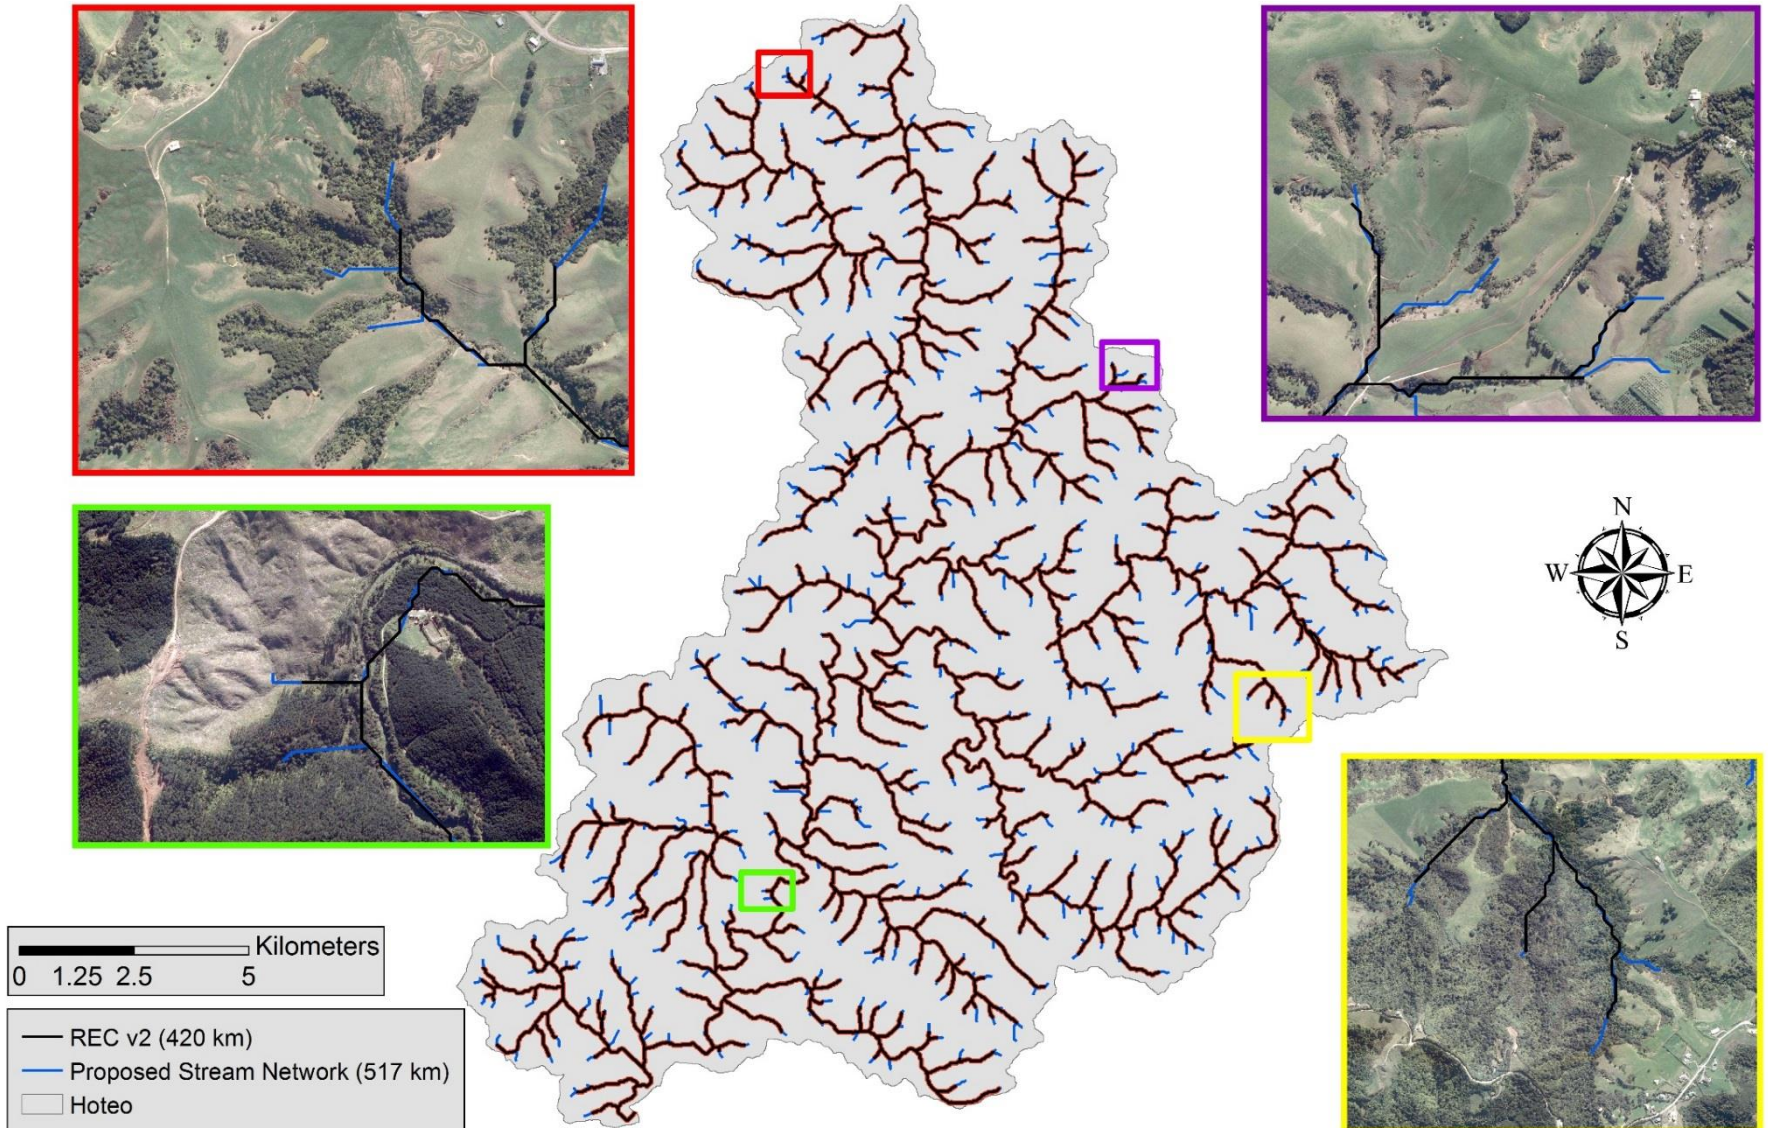 N
W E
S
Kilometers
0 1.25 2.5 5
REC v2 (420 km)
Proposed Stream Network (517 km)
Hoteo